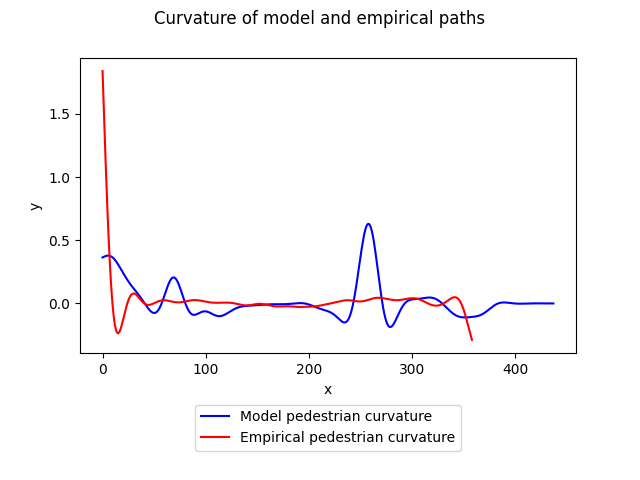 Curvature of model and empirical paths
1.5
1.0
y
0.5
0.0
0 100 200 300 400
x
Model pedestrian curvature
Empirical pedestrian curvature